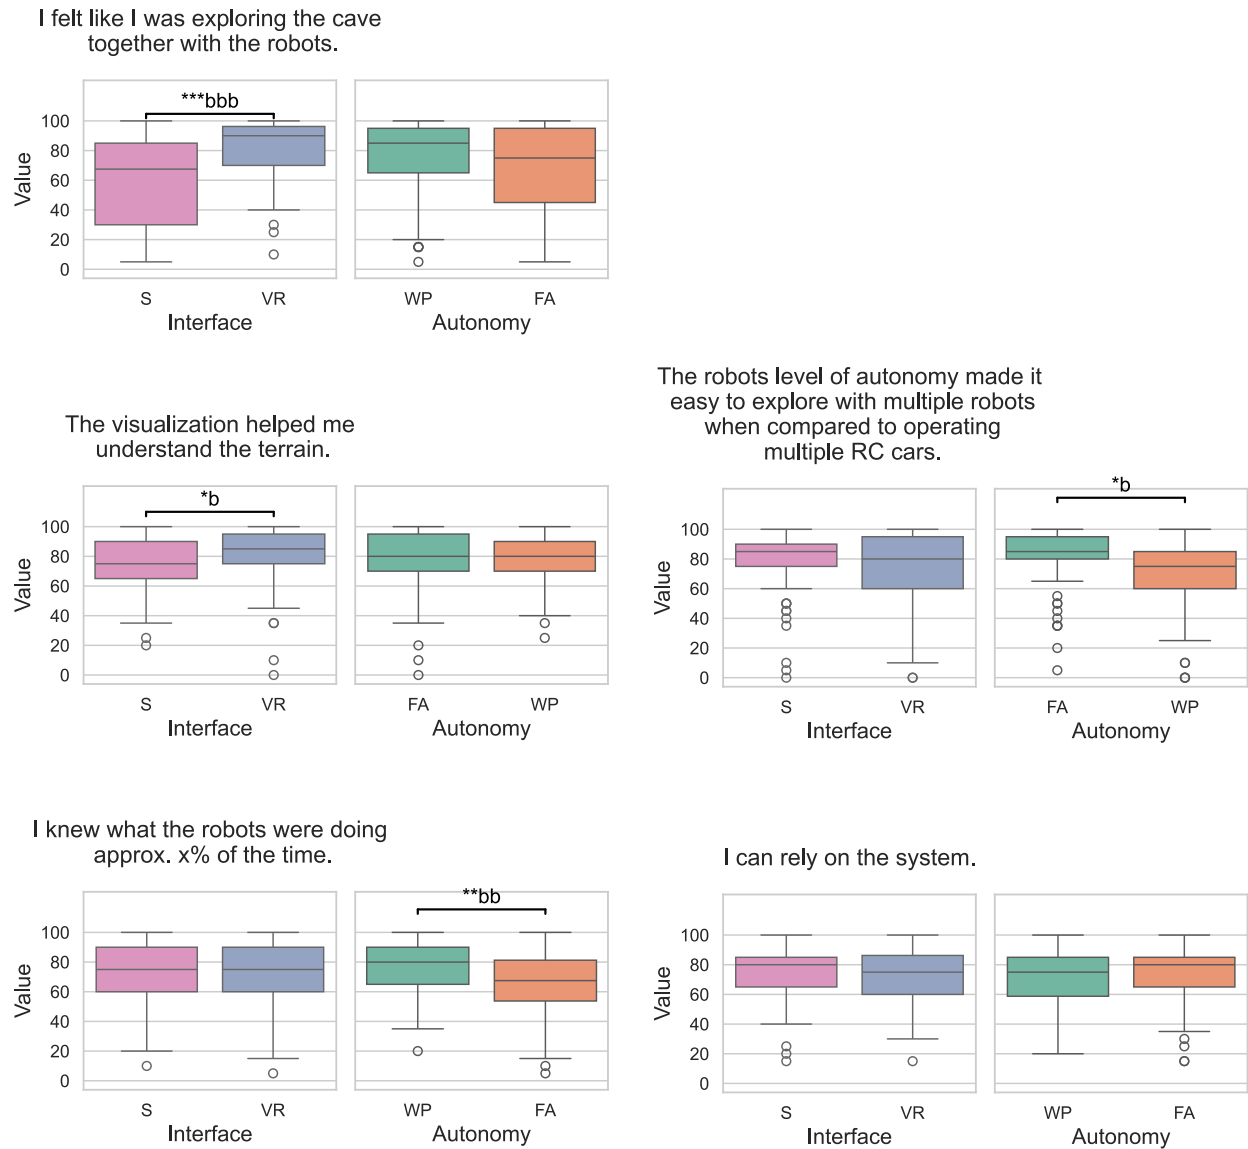 I felt like I was exploring the cave
together with the robots.
***bbb
100
80
60
40
20
0
Value
S
VR
WP
FA
Interface
Autonomy
The visualization helped me
understand the terrain.
*b
100
80
60
40
20
0
Value
S
VR
FA
WP
Interface
Autonomy
The robots level of autonomy made it
easy to explore with multiple robots
when compared to operating
multiple RC cars.
*b
100
80
60
40
20
0
Value
S
VR
FA
WP
Interface
Autonomy
I knew what the robots were doing
approx. x% of the time.
**bb
100
80
60
40
20
0
Value
S
VR
WP
FA
Interface
Autonomy
I can rely on the system.
100
80
60
40
20
0
Value
S
VR
WP
FA
Interface
Autonomy